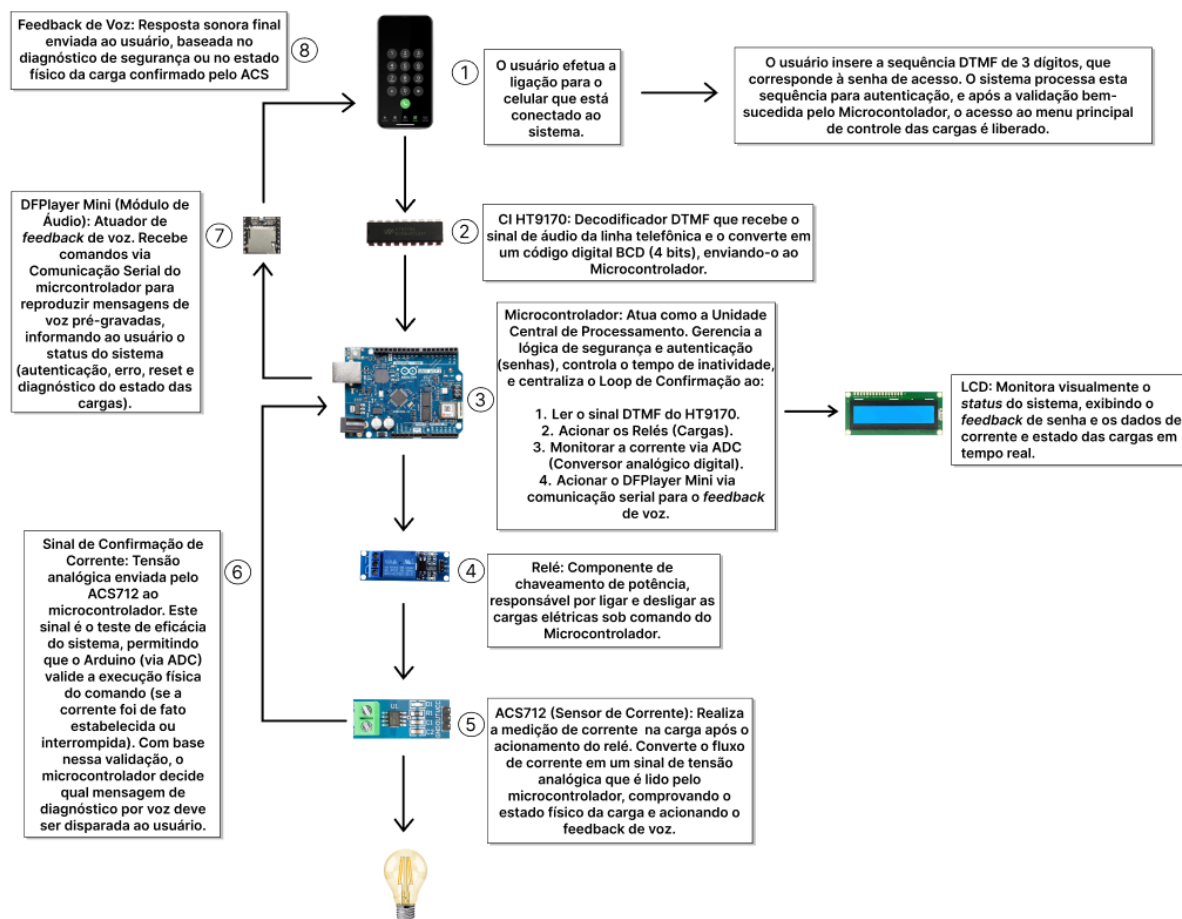 Feedback de Voz: Resposta sonora final
enviada ao usuário, baseada no
diagnóstico de segurança ou no estado
físico da carga confirmado pelo ACS
8
1
O usuário efetua a
ligação para o
celular que está
conectado ao
sistema.
O usuário insere a sequência DTMF de 3 dígitos, que
corresponde à senha de acesso. O sistema processa esta
sequência para autenticação, e após a validação bem-
sucedida pelo Microcontolador, o acesso ao menu principal
de controle das cargas é liberado.
DFPlayer Mini (Módulo de
Áudio): Atuador de
feedback de voz. Recebe
comandos via
Comunicação Serial do
micrcontrolador para
reproduzir mensagens de
voz pré-gravadas,
informando ao usuário o
status do sistema
(autenticação, erro, reset e
diagnóstico do estado das
cargas).
7
2
CI HT9170: Decodificador DTMF que recebe o
sinal de áudio da linha telefônica e o converte em
um código digital BCD (4 bits), enviando-o ao
Microcontrolador.
3
Microcontrolador: Atua como a Unidade
Central de Processamento. Gerencia a
lógica de segurança e autenticação
(senhas), controla o tempo de inatividade,
e centraliza o Loop de Confirmação ao:
1. Ler o sinal DTMF do HT9170.
2. Acionar os Relés (Cargas).
3. Monitorar a corrente via ADC
(Conversor analógico digital).
4. Acionar o DFPlayer Mini via
comunicação serial para o feedback
de voz.
LCD: Monitora visualmente o
status do sistema, exibindo o
feedback de senha e os dados de
corrente e estado das cargas em
tempo real.
Sinal de Confirmação de
Corrente: Tensão
analógica enviada pelo
ACS712 ao
microcontrolador. Este
sinal é o teste de eficácia
do sistema, permitindo
que o Arduino (via ADC)
valide a execução física
do comando (se a
corrente foi de fato
estabelecida ou
interrompida). Com base
nessa validação, o
microcontrolador decide
qual mensagem de
diagnóstico por voz deve
ser disparada ao usuário.
6
4
Relé: Componente de
chaveamento de potência,
responsável por ligar e desligar as
cargas elétricas sob comando do
Microcontrolador.
U1
D1
R1
C1
C2
GND OUT VCC
5
ACS712 (Sensor de Corrente): Realiza
a medição de corrente na carga após o
acionamento do relé. Converte o fluxo
de corrente em um sinal de tensão
analógica que é lido pelo
microcontrolador, comprovando o
estado físico da carga e acionando o
feedback de voz.